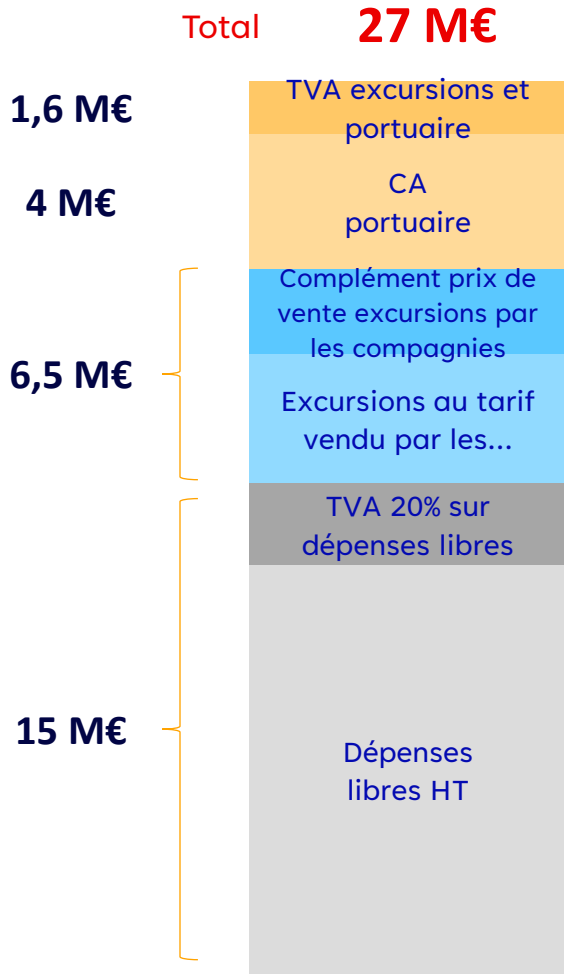 Total 27 M€
1,6 M€
TVA excursions et
portuaire
4 M€
CA
portuaire
6,5 M€
Complément prix de
vente excursions par
les compagnies
Excursions au tarif
vendu par les...
15 M€
TVA 20% sur
dépenses libres
Dépenses
libres HT